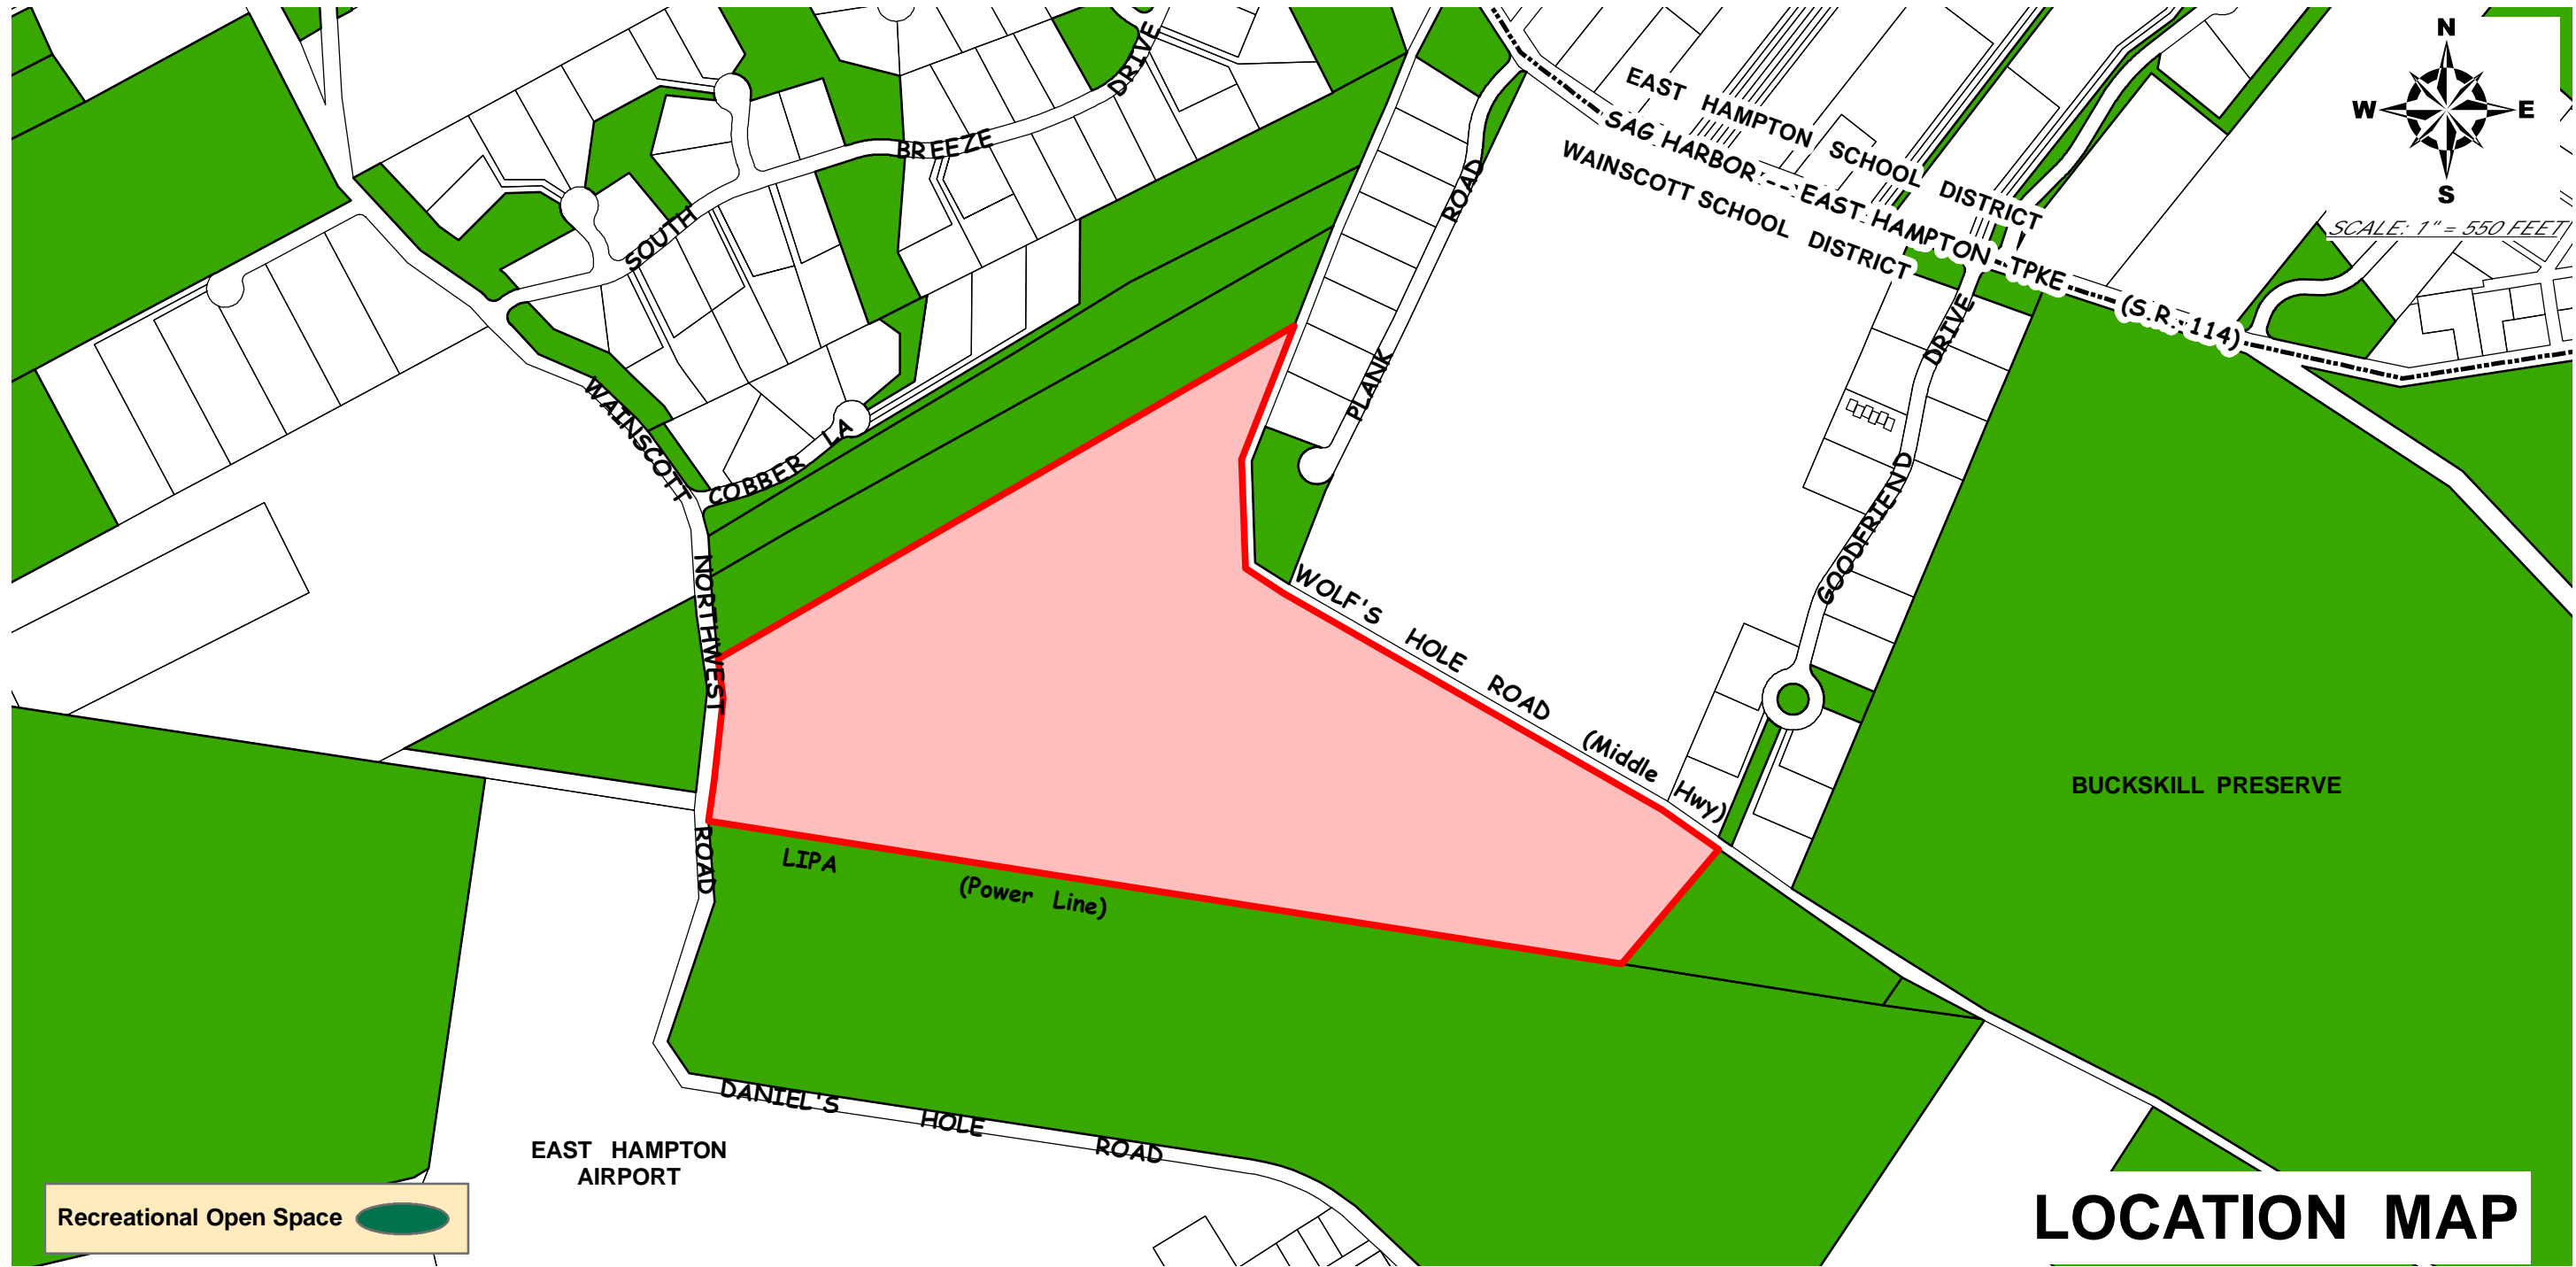 N
W E
S
SCALE: 1" = 550 FEET
EAST HAMPTON SCHOOL DISTRICT
SAG HARBOR -- EAST HAMPTON TPKE (S.R. 114)
WAINSCOTT SCHOOL DISTRICT
SOUTH BREEZE DRIVE
PLANK ROAD
GOODFRIEND DRIVE
COBBER LA
WAINSCOTT NORTHWEST ROAD
WOLF'S HOLE ROAD (Middle Hwy)
BUCKSKILL PRESERVE
LIPA (Power Line)
DANIEL'S HOLE ROAD
EAST HAMPTON
AIRPORT
Recreational Open Space
LOCATION MAP